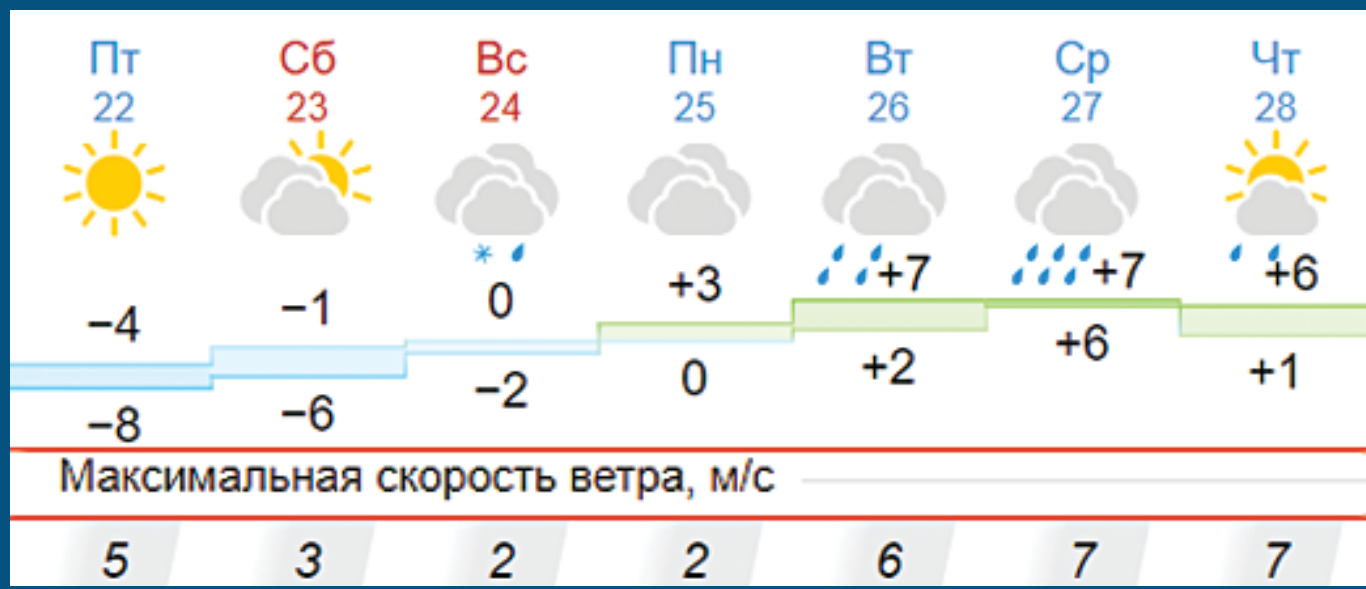 Пт Сб Вс Пн Вт Ср Чт
22 23 24 25 26 27 28
−4 −1 0 +3 +7 +7 +6
−8 −6 −2 0 +2 +6 +1
Максимальная скорость ветра, м/с
5 3 2 2 6 7 7